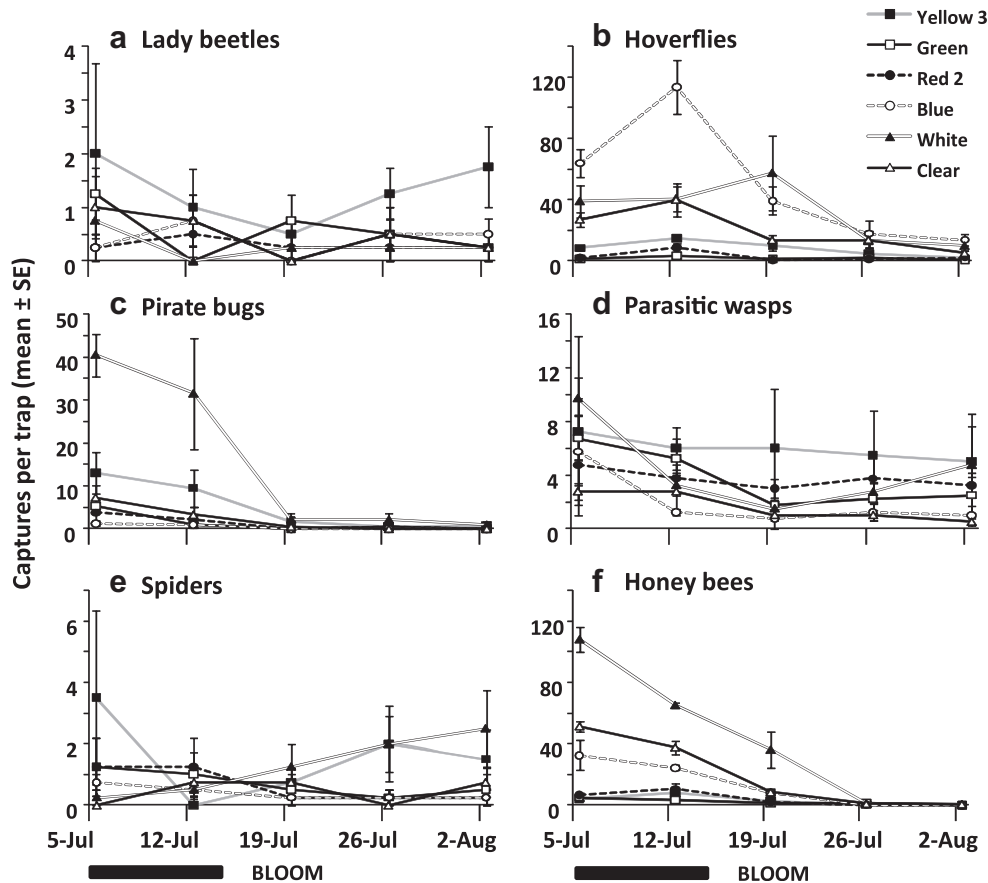 a Lady beetles
4
3
2
1
0
b Hoverflies
120
80
40
0
Yellow 3
Green
Red 2
Blue
White
Clear
Captures per trap (mean ± SE)
c Pirate bugs
50
40
30
20
10
0
d Parasitic wasps
16
12
8
4
0
e Spiders
6
4
2
0
5-Jul 12-Jul 19-Jul 26-Jul 2-Aug
BLOOM
f Honey bees
120
80
40
0
5-Jul 12-Jul 19-Jul 26-Jul 2-Aug
BLOOM